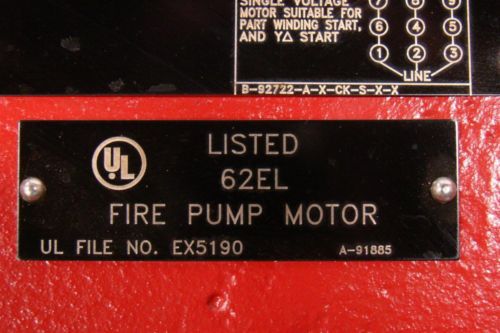 SINGLE VOLTAGE
MOTOR SUITABLE FOR
PART WINDING START,
AND YΔ START
7 8 9
6 4 5
1 2 3
LINE
B-92722-A-X-CK-S-X-X
UL
LISTED
62EL
FIRE PUMP MOTOR
UL FILE NO. EX5190
A-91885